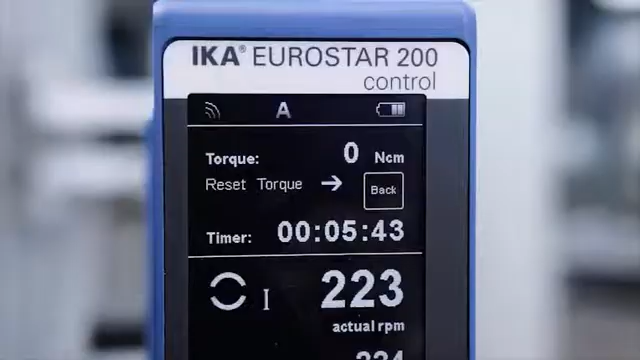 IKA® EUROSTAR 200
control
A
Torque: 0 Ncm
Reset Torque → Back
Timer: 00:05:43
I 223
actual rpm